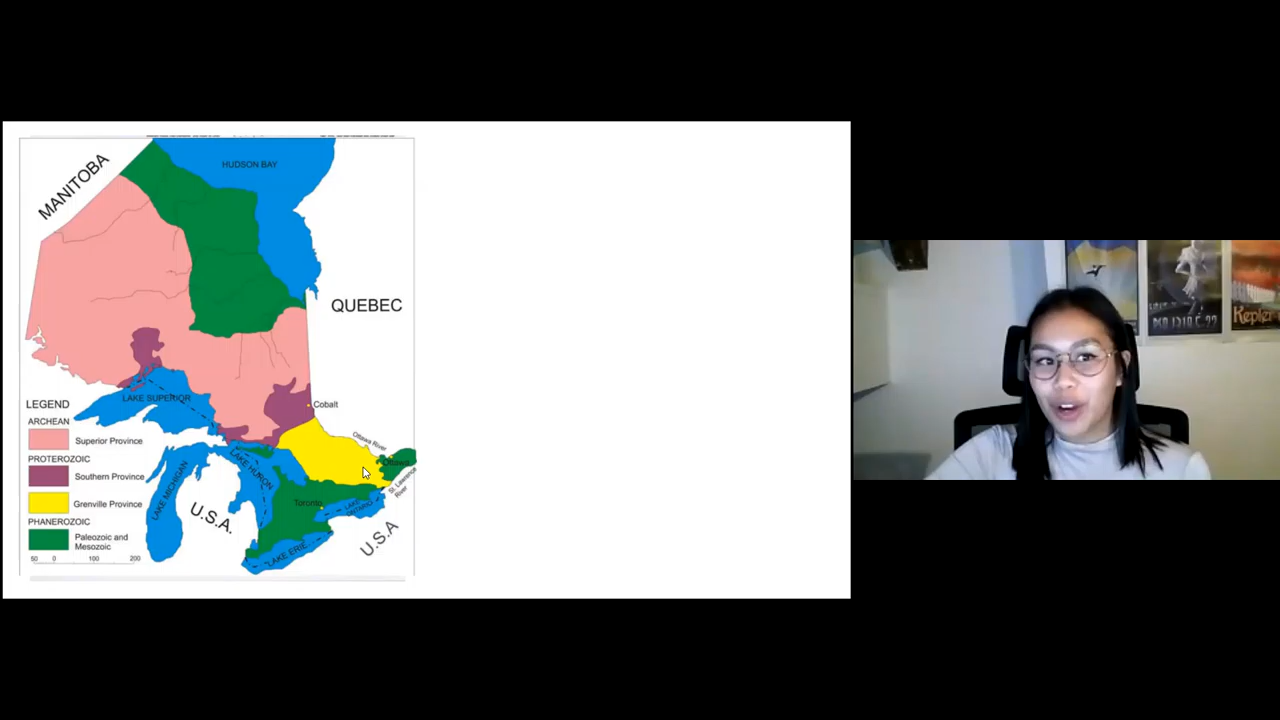 HUDSON BAY
MANITOBA
QUEBEC
LAKE SUPERIOR
LEGEND
ARCHEAN
Superior Province
PROTEROZOIC
Southern Province
Grenville Province
PHANEROZOIC
Paleozoic and
Mesozoic
50 0 100 200
Cobalt
Ottawa River
Ottawa
St. Lawrence
River
LAKE HURON
LAKE MICHIGAN
Toronto
LAKE
ONTARIO
U.S.A.
U.S.A
LAKE ERIE
Kepler